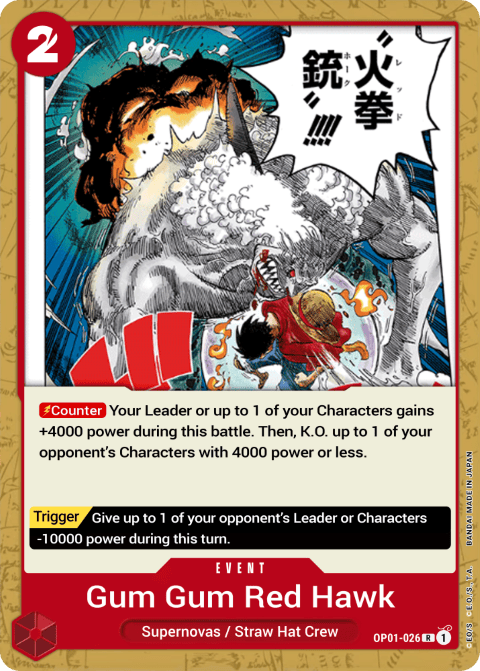 2
〝火拳
レッド
銃〟!!!!
ホーク
⚡Counter Your Leader or up to 1 of your Characters gains
+4000 power during this battle. Then, K.O. up to 1 of your
opponent's Characters with 4000 power or less.
Trigger Give up to 1 of your opponent's Leader or Characters
-10000 power during this turn.
EVENT
Gum Gum Red Hawk
Supernovas / Straw Hat Crew
OP01-026 R 1
©E.O./S. ©E.O./S.,T.A. BANDAI MADE IN JAPAN